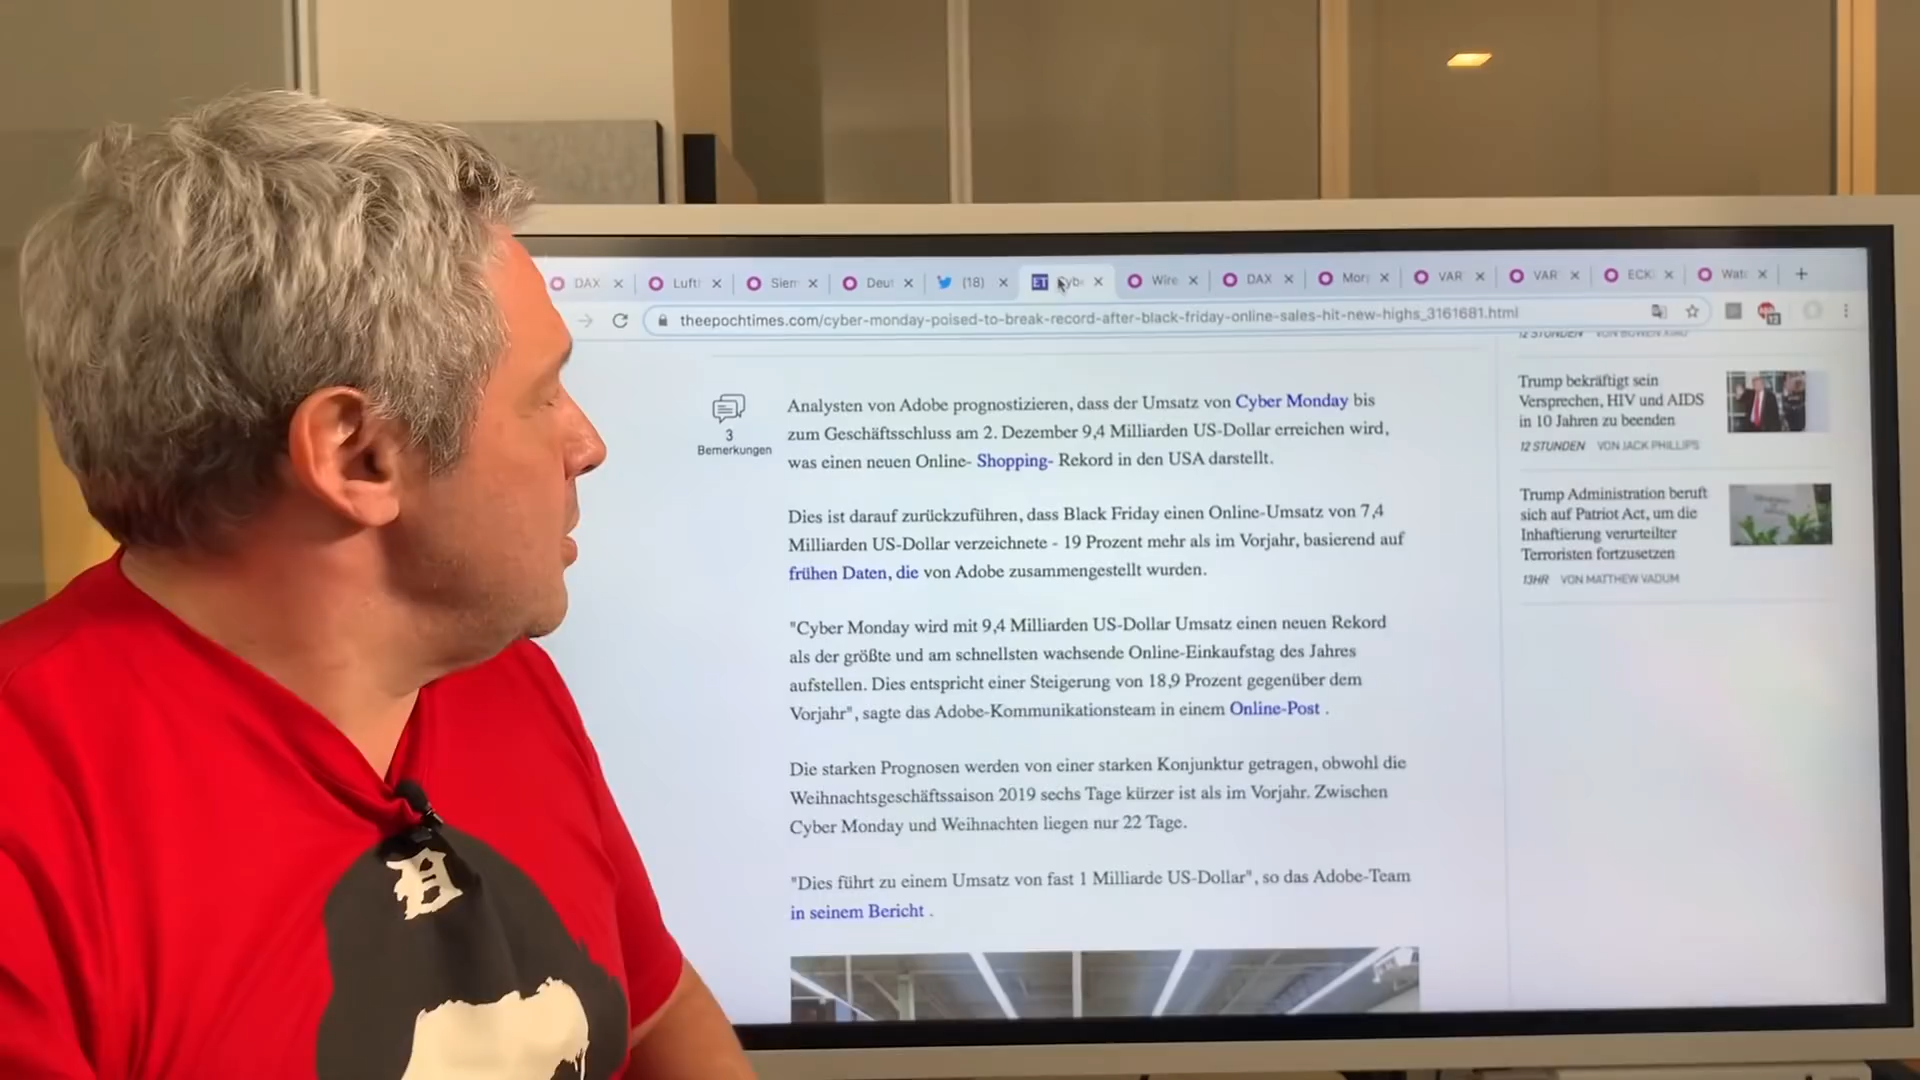 DAX
Luft
Siem
Deut
(18)
ET Cybe
Wire
DAX
Mor
VAR
VAR
ECK
Wat
theepochtimes.com/cyber-monday-poised-to-break-record-after-black-friday-online-sales-hit-new-highs_3161681.html
3
Bemerkungen
Analysten von Adobe prognostizieren, dass der Umsatz von Cyber Monday bis
zum Geschäftsschluss am 2. Dezember 9,4 Milliarden US-Dollar erreichen wird,
was einen neuen Online- Shopping- Rekord in den USA darstellt.
Dies ist darauf zurückzuführen, dass Black Friday einen Online-Umsatz von 7,4
Milliarden US-Dollar verzeichnete - 19 Prozent mehr als im Vorjahr, basierend auf
frühen Daten, die von Adobe zusammengestellt wurden.
"Cyber Monday wird mit 9,4 Milliarden US-Dollar Umsatz einen neuen Rekord
als der größte und am schnellsten wachsende Online-Einkaufstag des Jahres
aufstellen. Dies entspricht einer Steigerung von 18,9 Prozent gegenüber dem
Vorjahr", sagte das Adobe-Kommunikationsteam in einem Online-Post .
Die starken Prognosen werden von einer starken Konjunktur getragen, obwohl die
Weihnachtsgeschäftssaison 2019 sechs Tage kürzer ist als im Vorjahr. Zwischen
Cyber Monday und Weihnachten liegen nur 22 Tage.
"Dies führt zu einem Umsatz von fast 1 Milliarde US-Dollar", so das Adobe-Team
in seinem Bericht .
12 STUNDEN VON BOWEN XIAO
Trump bekräftigt sein
Versprechen, HIV und AIDS
in 10 Jahren zu beenden
12 STUNDEN VON JACK PHILLIPS
Trump Administration beruft
sich auf Patriot Act, um die
Inhaftierung verurteilter
Terroristen fortzusetzen
13HR VON MATTHEW VADUM
D